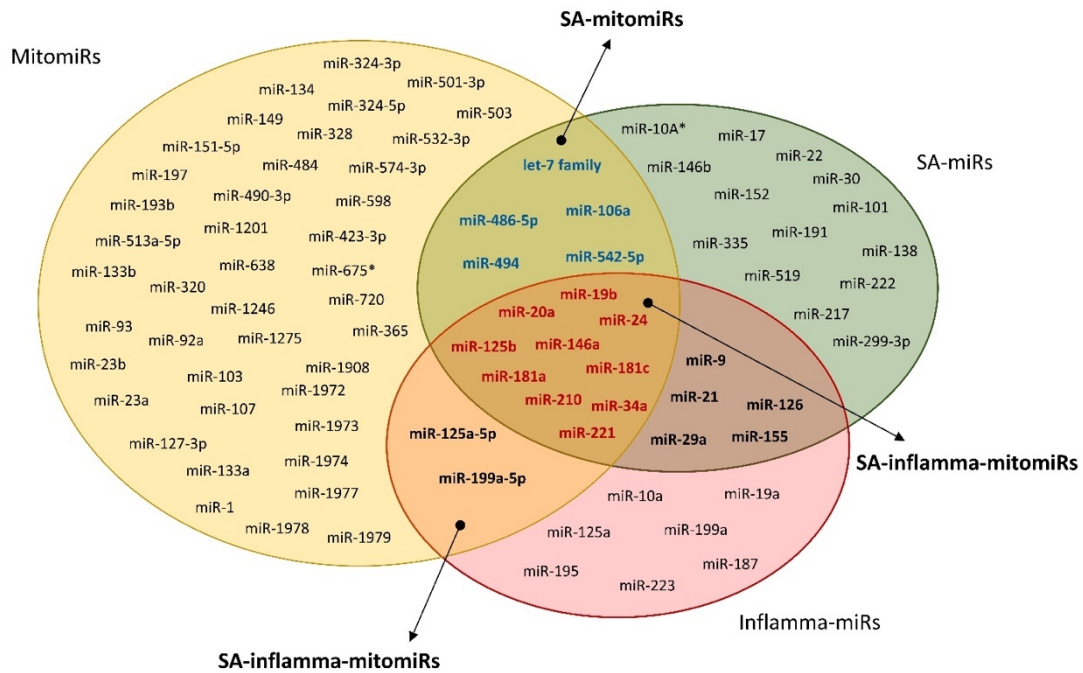 SA-mitomiRs
MitomiRs
miR-324-3p
miR-501-3p
miR-134
miR-324-5p
miR-503
miR-149
miR-328
miR-532-3p
miR-151-5p
miR-484
miR-574-3p
miR-197
miR-490-3p
miR-598
miR-193b
miR-1201
miR-423-3p
miR-513a-5p
miR-638
miR-675*
miR-133b
miR-320
miR-1246
miR-720
miR-93
miR-92a
miR-1275
miR-365
miR-23b
miR-103
miR-1908
miR-1972
miR-23a
miR-107
miR-1973
miR-127-3p
miR-133a
miR-1974
miR-1977
miR-1
miR-1978
miR-1979
let-7 family
miR-486-5p
miR-106a
miR-494
miR-542-5p
SA-miRs
miR-10A*
miR-17
miR-146b
miR-22
miR-30
miR-152
miR-101
miR-335
miR-191
miR-138
miR-519
miR-222
miR-217
miR-299-3p
miR-19b
miR-20a
miR-24
miR-125b
miR-146a
miR-181a
miR-181c
miR-210
miR-34a
miR-221
miR-9
miR-21
miR-126
miR-29a
miR-155
SA-inflamma-mitomiRs
miR-125a-5p
miR-199a-5p
miR-10a
miR-19a
miR-125a
miR-199a
miR-195
miR-187
miR-223
Inflamma-miRs
SA-inflamma-mitomiRs